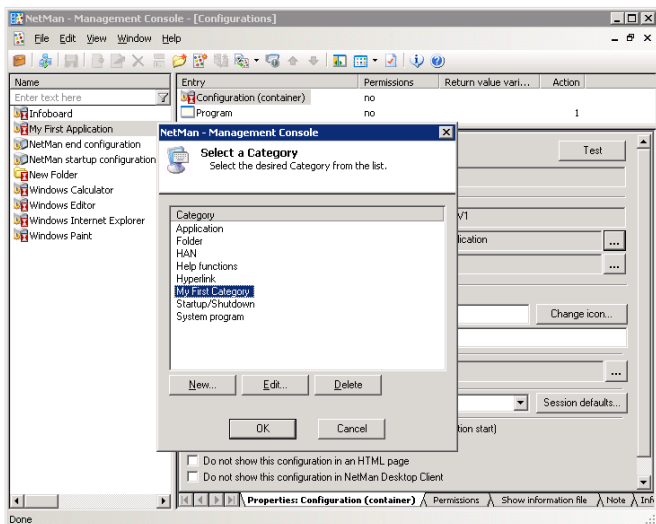 NetMan - Management Console - [Configurations]
File Edit View Window Help
Name
Enter text here
Infoboard
My First Application
NetMan end configuration
NetMan startup configuration
New Folder
Windows Calculator
Windows Editor
Windows Internet Explorer
Windows Paint
Entry Permissions Return value vari... Action
Configuration (container) no
Program no 1
NetMan - Management Console
Select a Category
Select the desired Category from the list.
Category
Application
Folder
HAN
Help functions
Hyperlink
My First Category
Startup/Shutdown
System program
New... Edit... Delete
OK Cancel
Test
V1
lication ...
...
Change icon...
...
Session defaults...
tion start)
Do not show this configuration in an HTML page
Do not show this configuration in NetMan Desktop Client
Properties: Configuration (container) Permissions Show information file Note Inf
Done